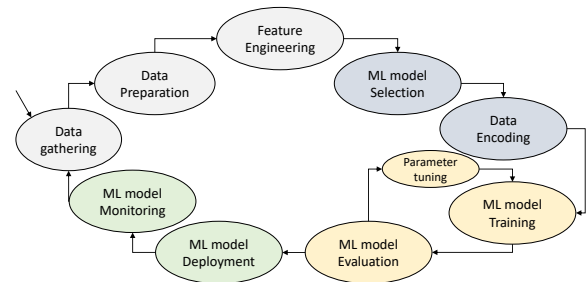 Feature
Engineering
Data
Preparation
ML model
Selection
Data
gathering
Data
Encoding
Parameter
tuning
ML model
Monitoring
ML model
Training
ML model
Deployment
ML model
Evaluation